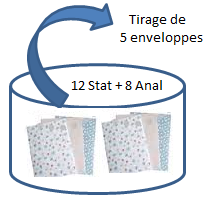 Tirage de
5 enveloppes
12 Stat + 8 Anal